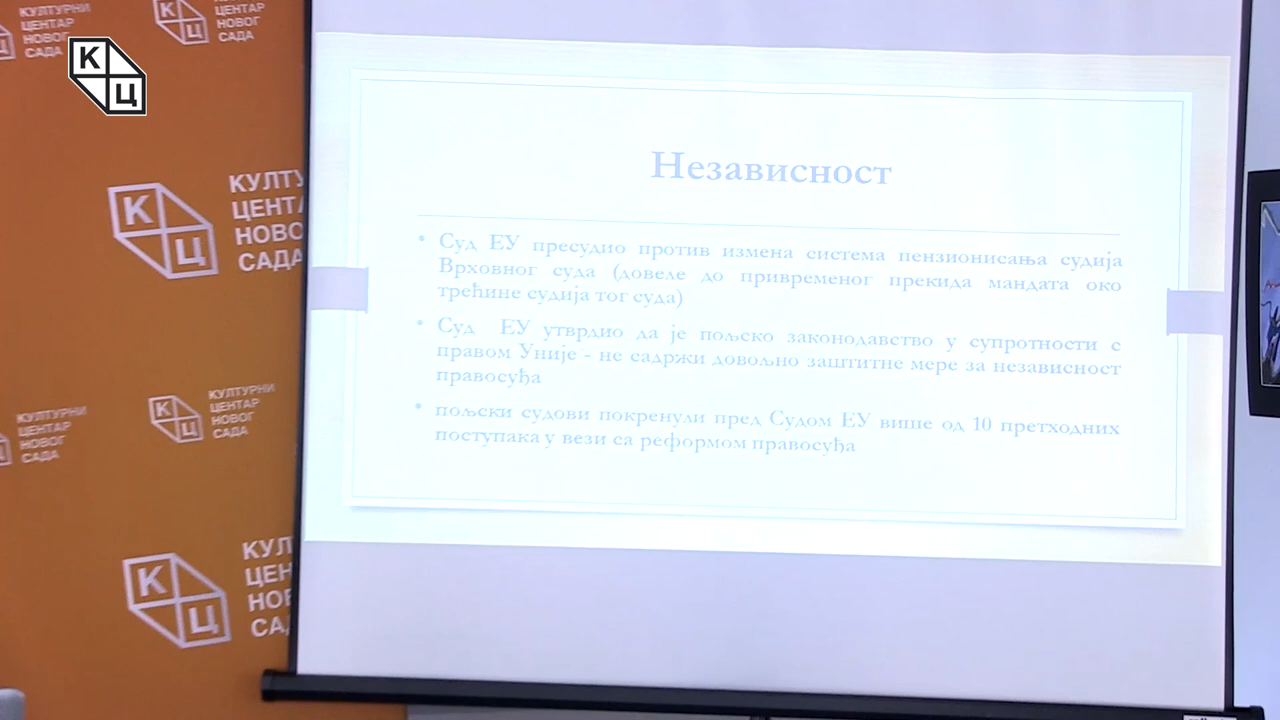 КУЛТУРНИ
ЦЕНТАР
НОВОГ
САДА
К
Ц
К
Ц
КУЛТУ
ЦЕНТА
НОВО
САДА
К
Ц
КУЛТУРНИ
ЦЕНТАР
НОВОГ
САДА
КУЛТУРНИ
ЦЕНТАР
НОВОГ
САДА
К
Ц
КУЛ
ЦЕН
НОВ
СА
К
Ц
Независност
• Суд ЕУ пресудио против измена система пензионисања судија
Врховног суда (довеле до привременог прекида мандата око
трећине судија тог суда)
• Суд ЕУ утврдио да је пољско законодавство у супротности с
правом Уније - не садржи довољно заштитне мере за независност
правосуђа
• пољски судови покренули пред Судом ЕУ више од 10 претходних
поступака у вези са реформом правосуђа